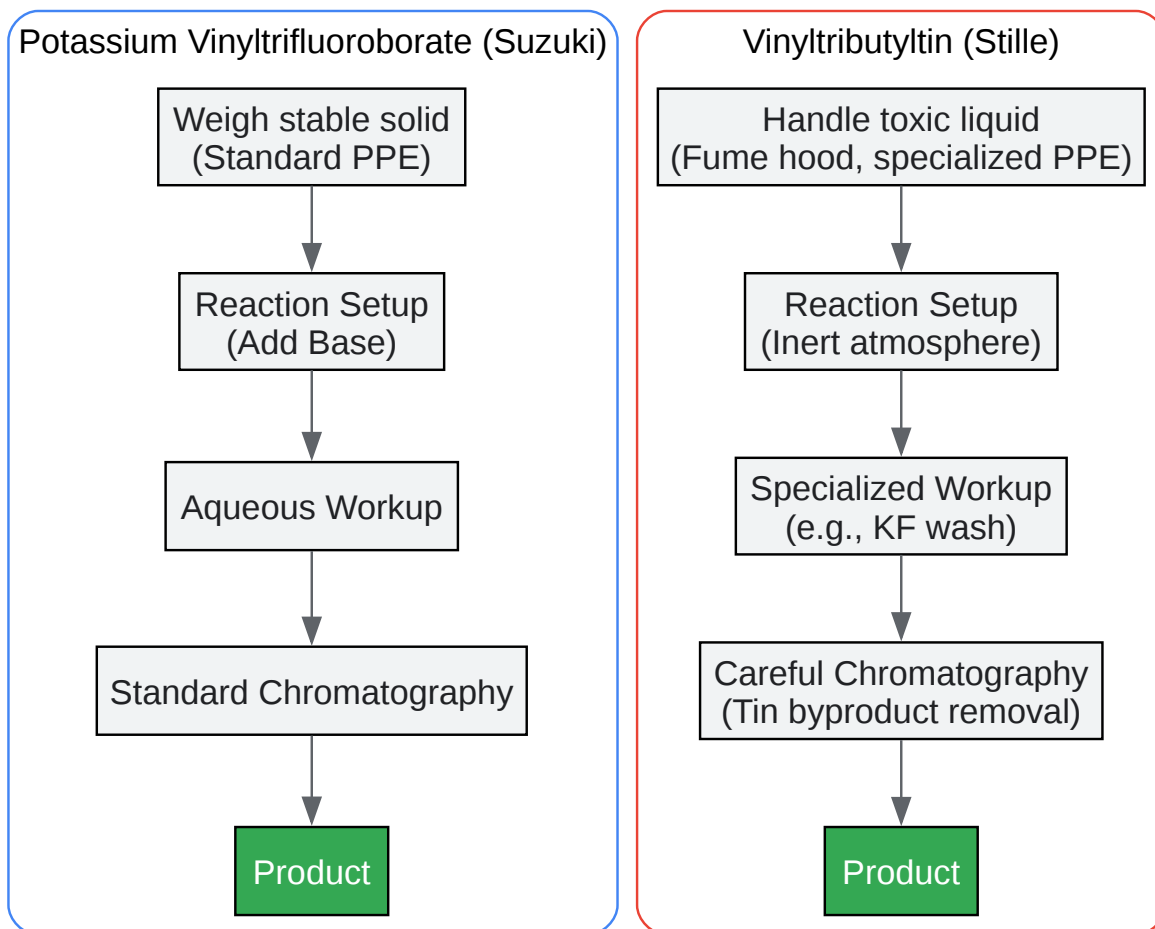 Potassium Vinyltrifluoroborate (Suzuki)
Weigh stable solid
(Standard PPE)
Reaction Setup
(Add Base)
Aqueous Workup
Standard Chromatography
Product
Vinyltributyltin (Stille)
Handle toxic liquid
(Fume hood, specialized PPE)
Reaction Setup
(Inert atmosphere)
Specialized Workup
(e.g., KF wash)
Careful Chromatography
(Tin byproduct removal)
Product